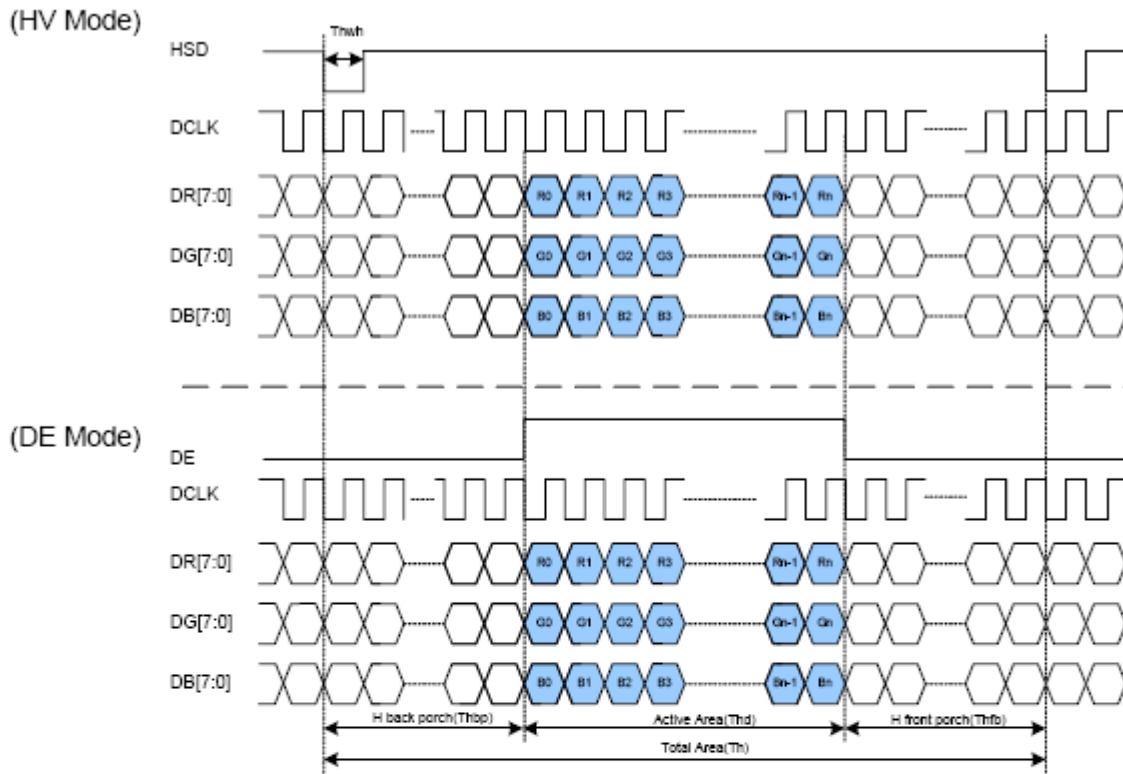 (HV Mode)
Thwh
HSD
DCLK
DR[7:0] R0 R1 R2 R3 Rn-1 Rn
DG[7:0] G0 G1 G2 G3 Gn-1 Gn
DB[7:0] B0 B1 B2 B3 Bn-1 Bn
(DE Mode)
DE
DCLK
DR[7:0] R0 R1 R2 R3 Rn-1 Rn
DG[7:0] G0 G1 G2 G3 Gn-1 Gn
DB[7:0] B0 B1 B2 B3 Bn-1 Bn
H back porch(Thbp) Active Area(Thd) H front porch(Thfb)
Total Area(Th)